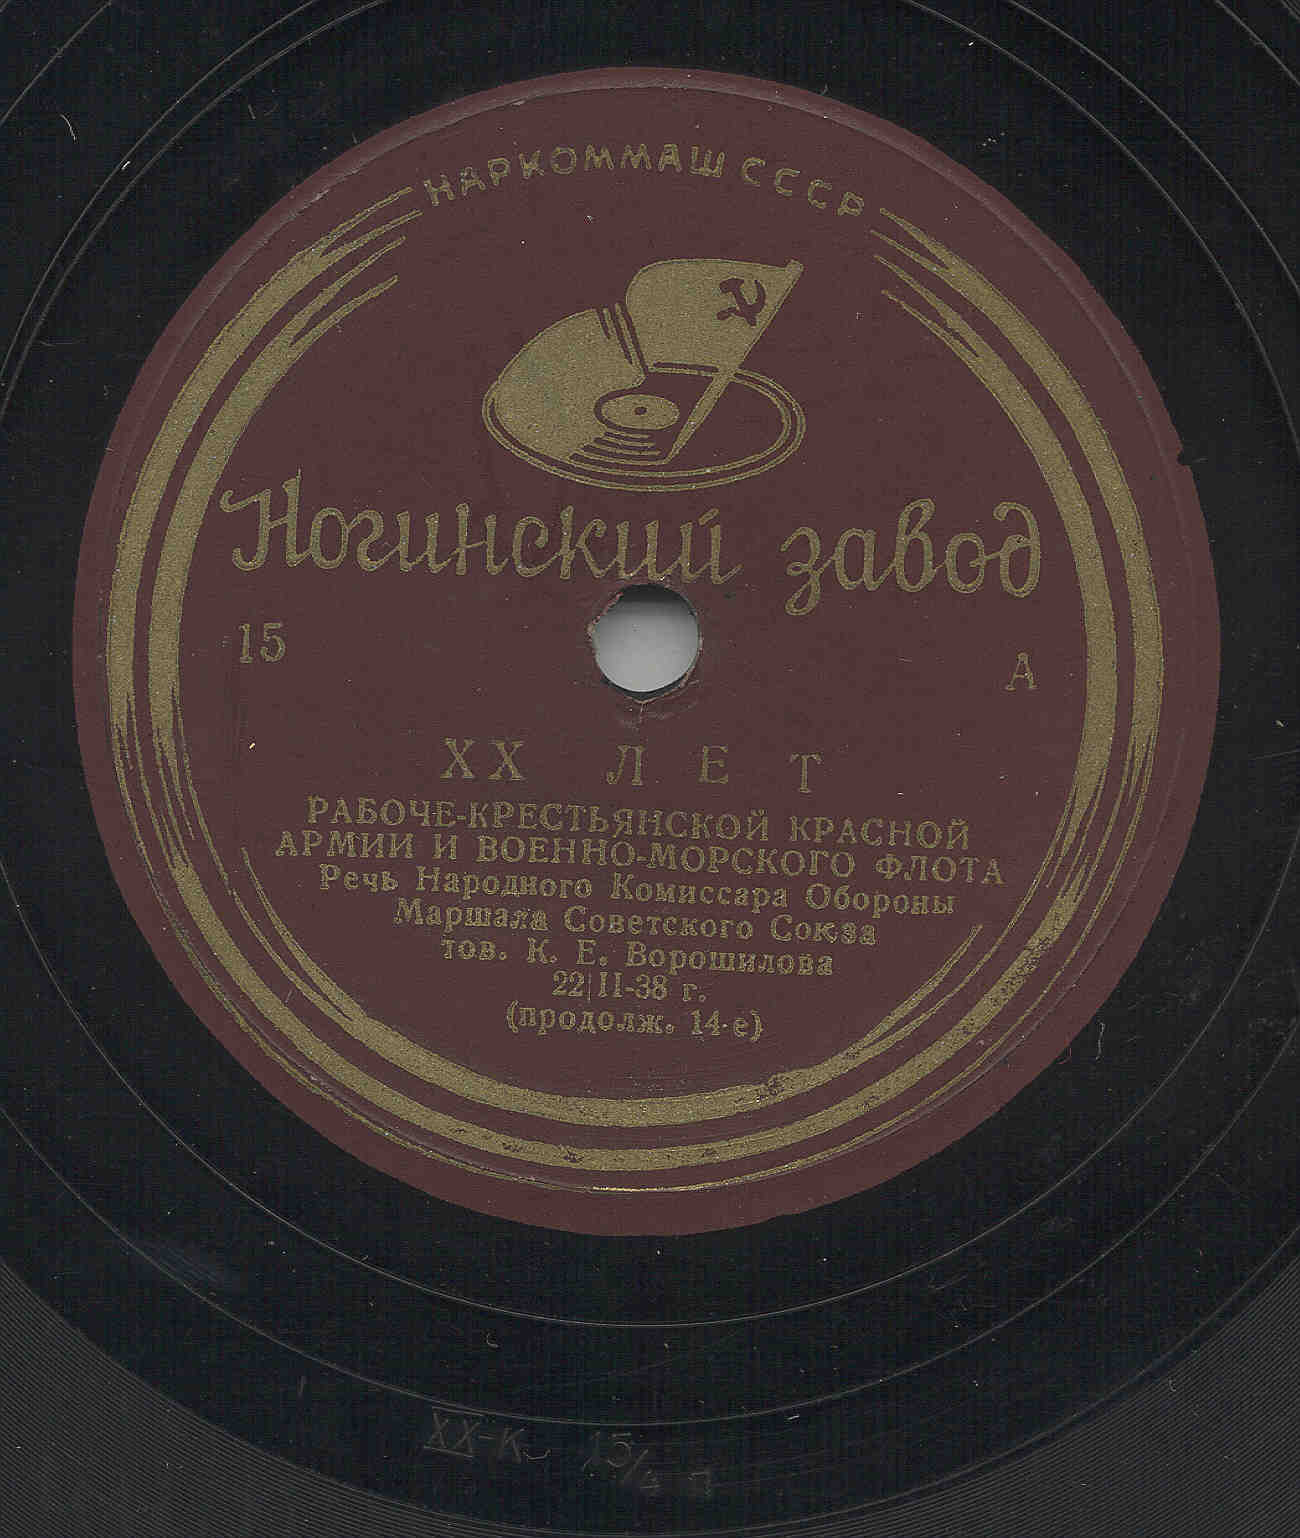 НАРКОММАШ СССР
Ногинский завод
15
А
XX ЛЕТ
РАБОЧЕ-КРЕСТЬЯНСКОЙ КРАСНОЙ
АРМИИ И ВОЕННО-МОРСКОГО ФЛОТА
Речь Народного Комиссара Обороны
Маршала Советского Союза
тов. К. Е. Ворошилова
22|II-38 г.
(продолж. 14-е)
XX-К 15/